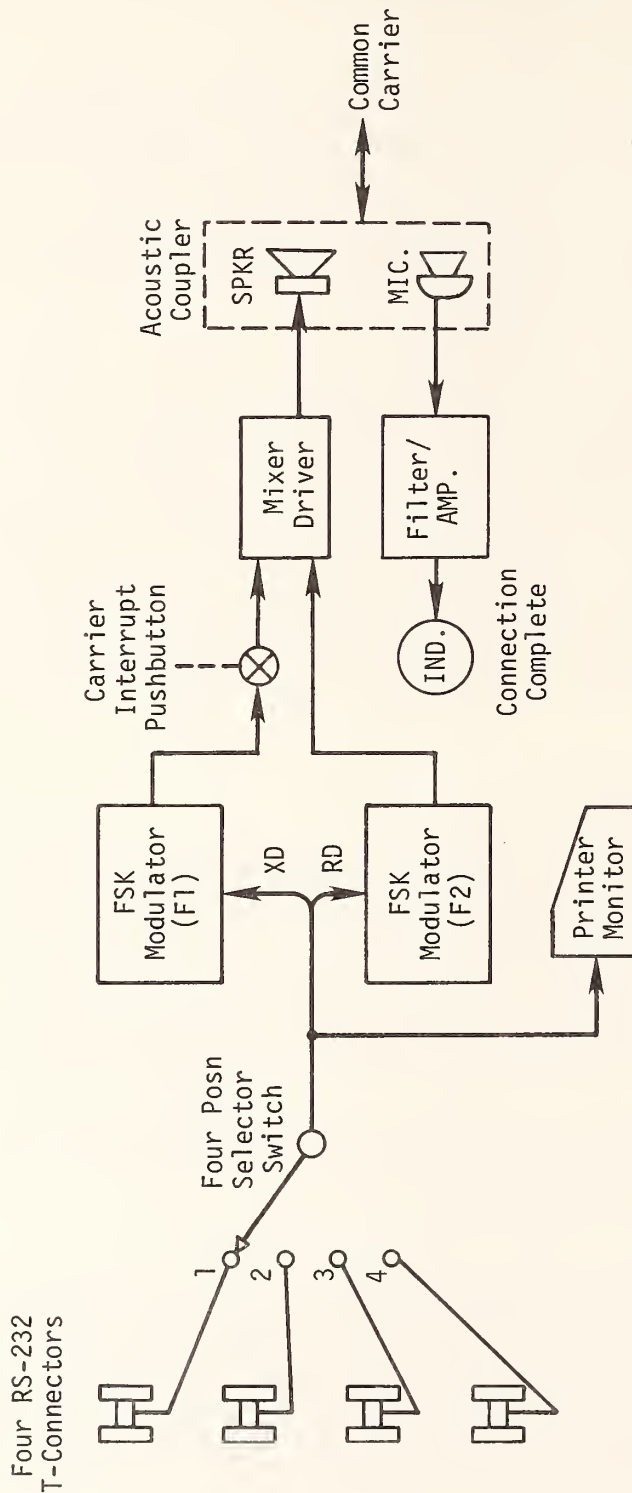 Four RS-232
T-Connectors
1
2
3
4
Four Posn
Selector
Switch
FSK
Modulator
(F1)
XD
RD
FSK
Modulator
(F2)
Printer
Monitor
Carrier
Interrupt
Pushbutton
Mixer
Driver
Filter/
AMP.
IND.
Connection
Complete
Acoustic
Coupler
SPKR
MIC.
Common
Carrier